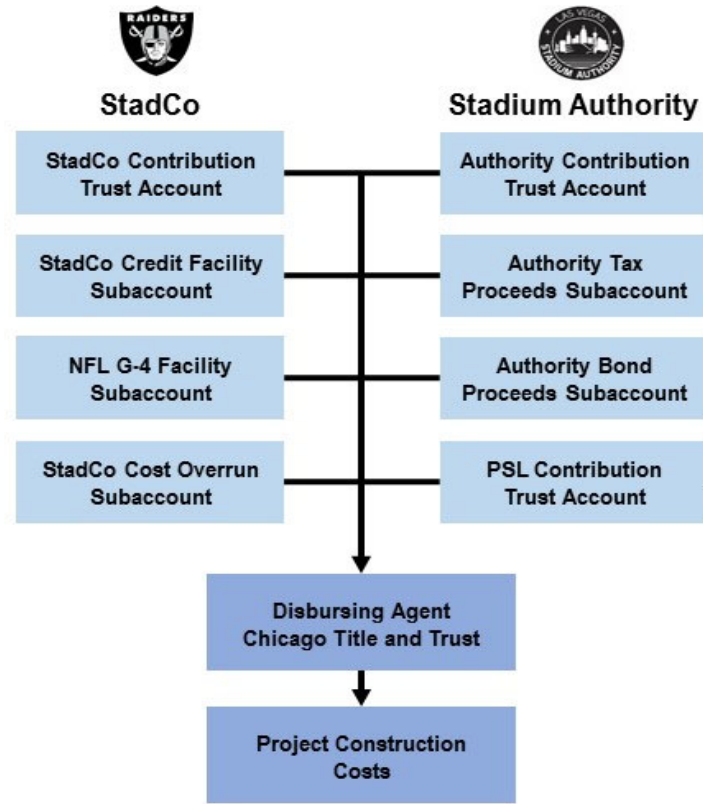 RAIDERS
StadCo
StadCo Contribution
Trust Account
StadCo Credit Facility
Subaccount
NFL G-4 Facility
Subaccount
StadCo Cost Overrun
Subaccount
LAS VEGAS
STADIUM AUTHORITY
Stadium Authority
Authority Contribution
Trust Account
Authority Tax
Proceeds Subaccount
Authority Bond
Proceeds Subaccount
PSL Contribution
Trust Account
Disbursing Agent
Chicago Title and Trust
Project Construction
Costs